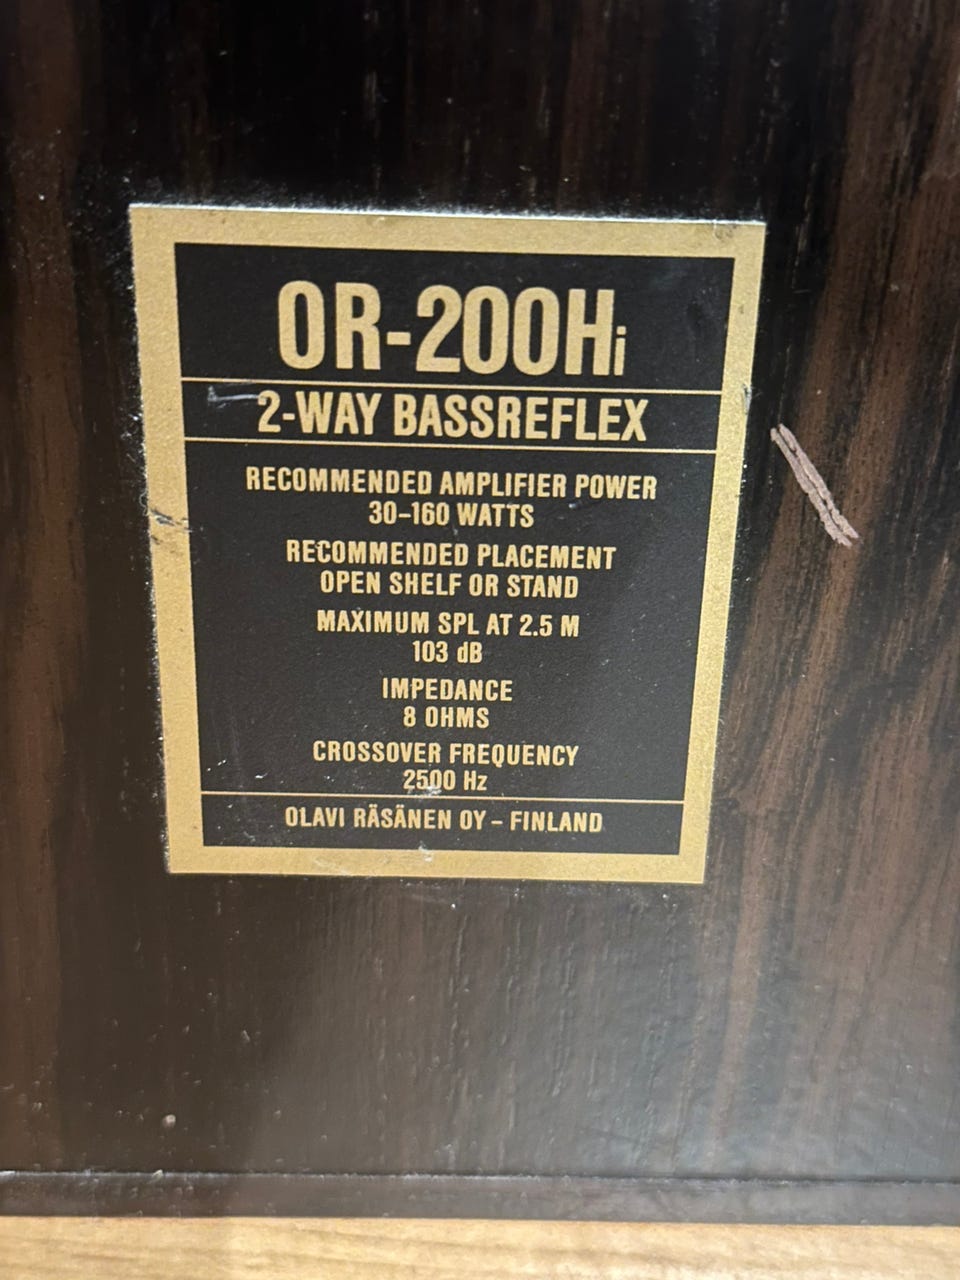 OR-200Hi
2-WAY BASSREFLEX
RECOMMENDED AMPLIFIER POWER
30-160 WATTS
RECOMMENDED PLACEMENT
OPEN SHELF OR STAND
MAXIMUM SPL AT 2.5 M
103 dB
IMPEDANCE
8 OHMS
CROSSOVER FREQUENCY
2500 Hz
OLAVI RÄSÄNEN OY - FINLAND